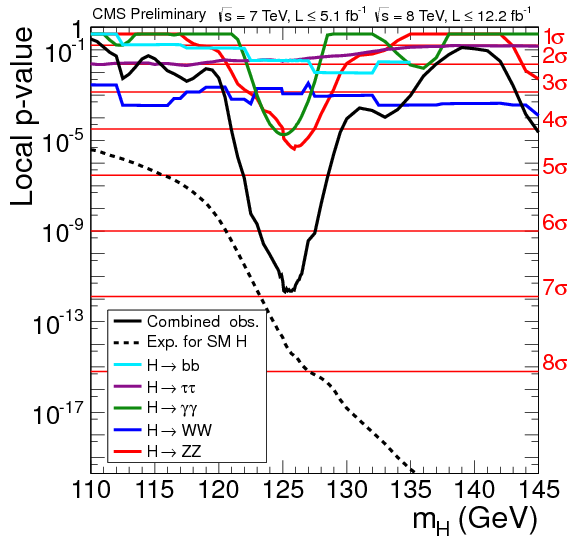 CMS Preliminary √s = 7 TeV, L ≤ 5.1 fb⁻¹ √s = 8 TeV, L ≤ 12.2 fb⁻¹
Local p-value
1
10⁻¹
10⁻⁵
10⁻⁹
10⁻¹³
10⁻¹⁷
1σ
2σ
3σ
4σ
5σ
6σ
7σ
8σ
Combined obs.
Exp. for SM H
H → bb
H → ττ
H → γγ
H → WW
H → ZZ
110 115 120 125 130 135 140 145
m_H (GeV)